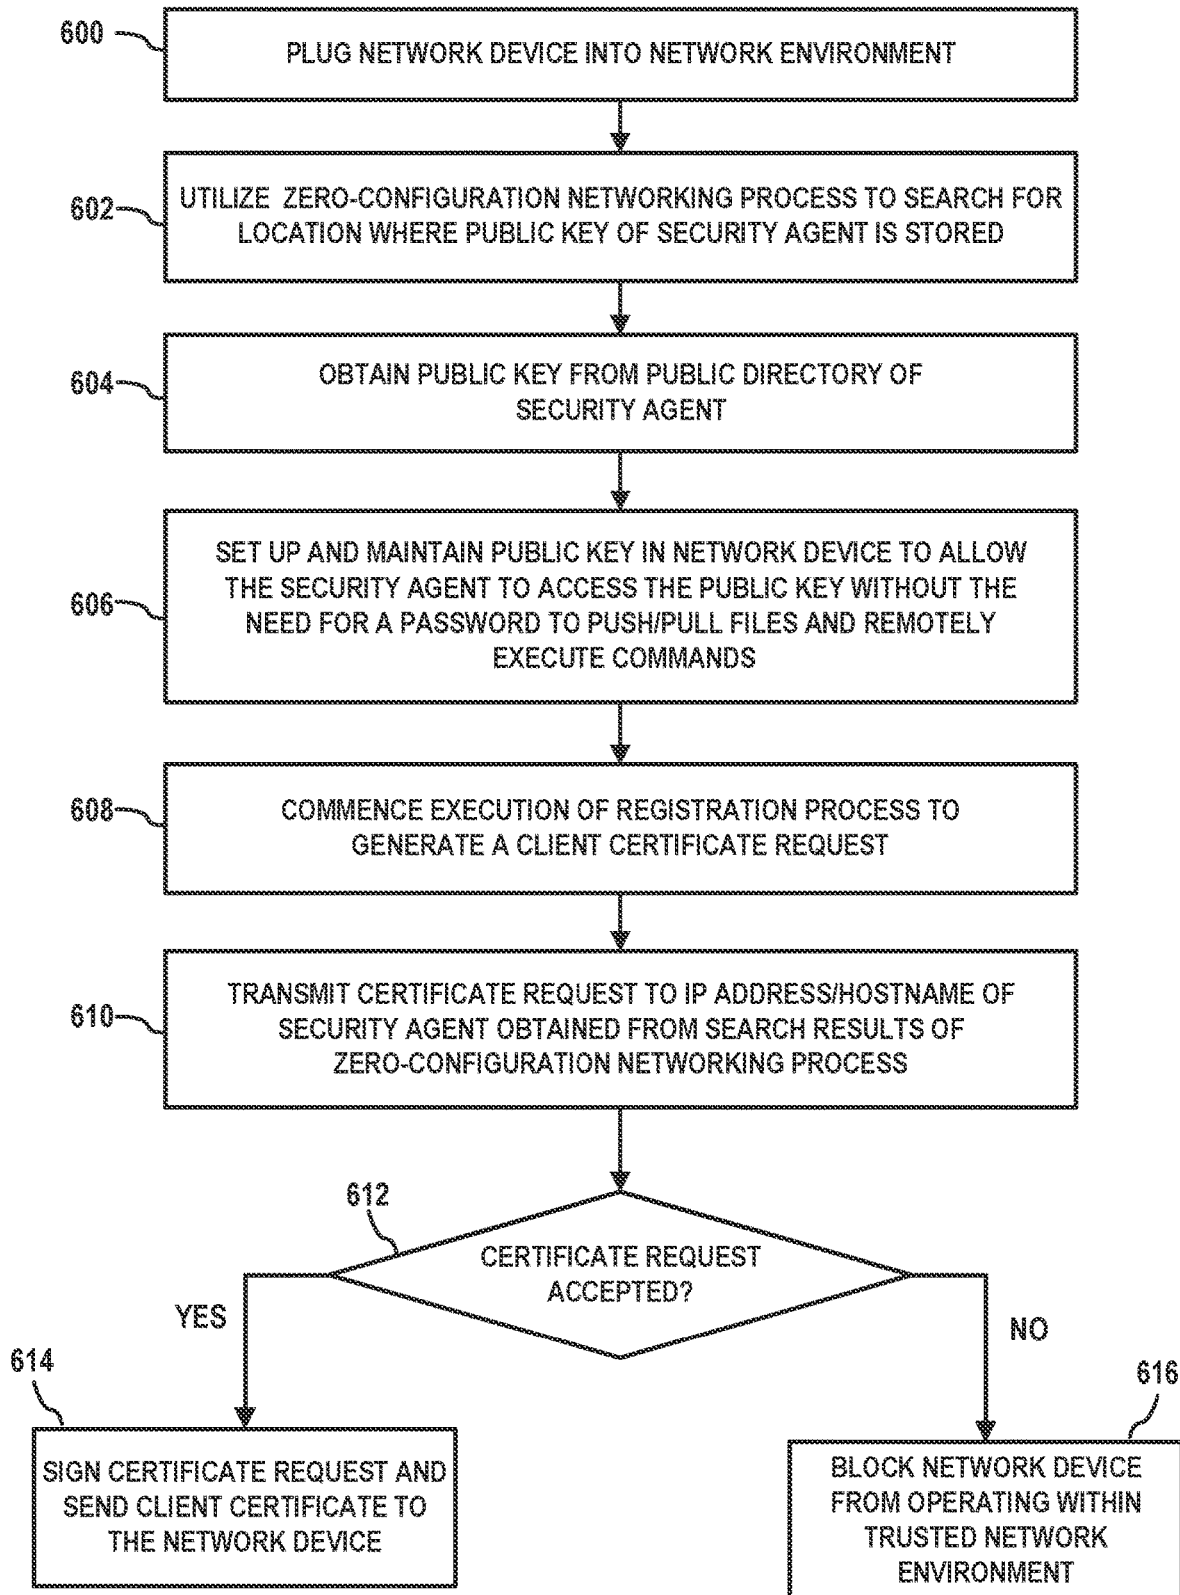 600
PLUG NETWORK DEVICE INTO NETWORK ENVIRONMENT
602
UTILIZE ZERO-CONFIGURATION NETWORKING PROCESS TO SEARCH FOR
LOCATION WHERE PUBLIC KEY OF SECURITY AGENT IS STORED
604
OBTAIN PUBLIC KEY FROM PUBLIC DIRECTORY OF
SECURITY AGENT
606
SET UP AND MAINTAIN PUBLIC KEY IN NETWORK DEVICE TO ALLOW
THE SECURITY AGENT TO ACCESS THE PUBLIC KEY WITHOUT THE
NEED FOR A PASSWORD TO PUSH/PULL FILES AND REMOTELY
EXECUTE COMMANDS
608
COMMENCE EXECUTION OF REGISTRATION PROCESS TO
GENERATE A CLIENT CERTIFICATE REQUEST
610
TRANSMIT CERTIFICATE REQUEST TO IP ADDRESS/HOSTNAME OF
SECURITY AGENT OBTAINED FROM SEARCH RESULTS OF
ZERO-CONFIGURATION NETWORKING PROCESS
612
CERTIFICATE REQUEST
ACCEPTED?
YES
NO
614
SIGN CERTIFICATE REQUEST AND
SEND CLIENT CERTIFICATE TO
THE NETWORK DEVICE
616
BLOCK NETWORK DEVICE
FROM OPERATING WITHIN
TRUSTED NETWORK
ENVIRONMENT